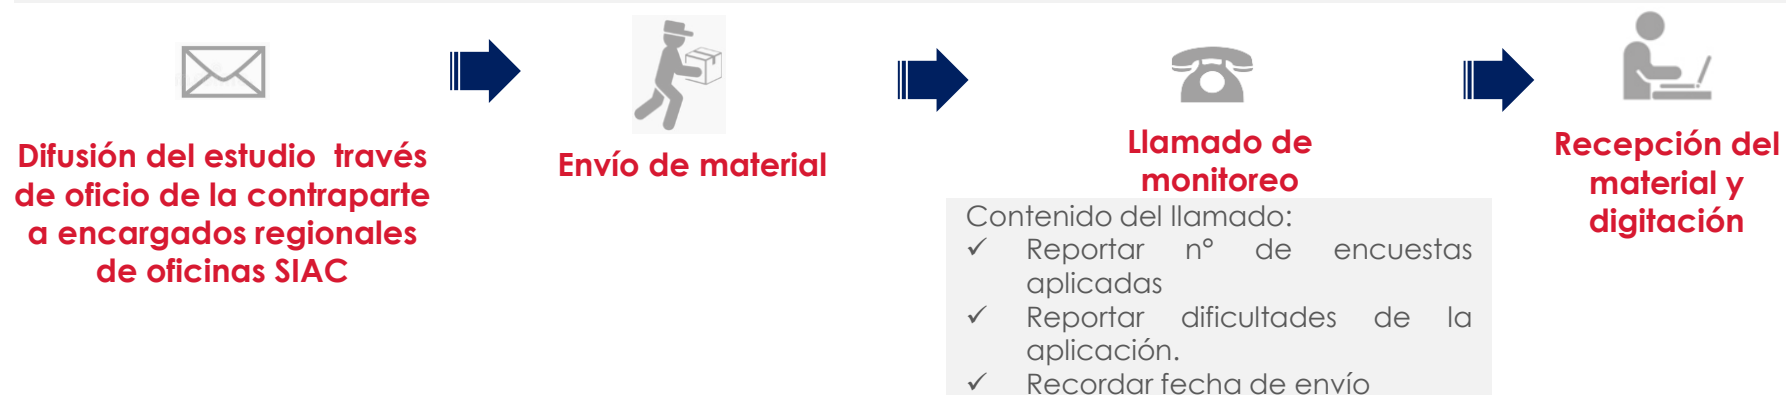 Difusión del estudio través
de oficio de la contraparte
a encargados regionales
de oficinas SIAC
Envío de material
Llamado de
monitoreo
Contenido del llamado:
✓ Reportar n° de encuestas
aplicadas
✓ Reportar dificultades de la
aplicación.
✓ Recordar fecha de envío
Recepción del
material y
digitación